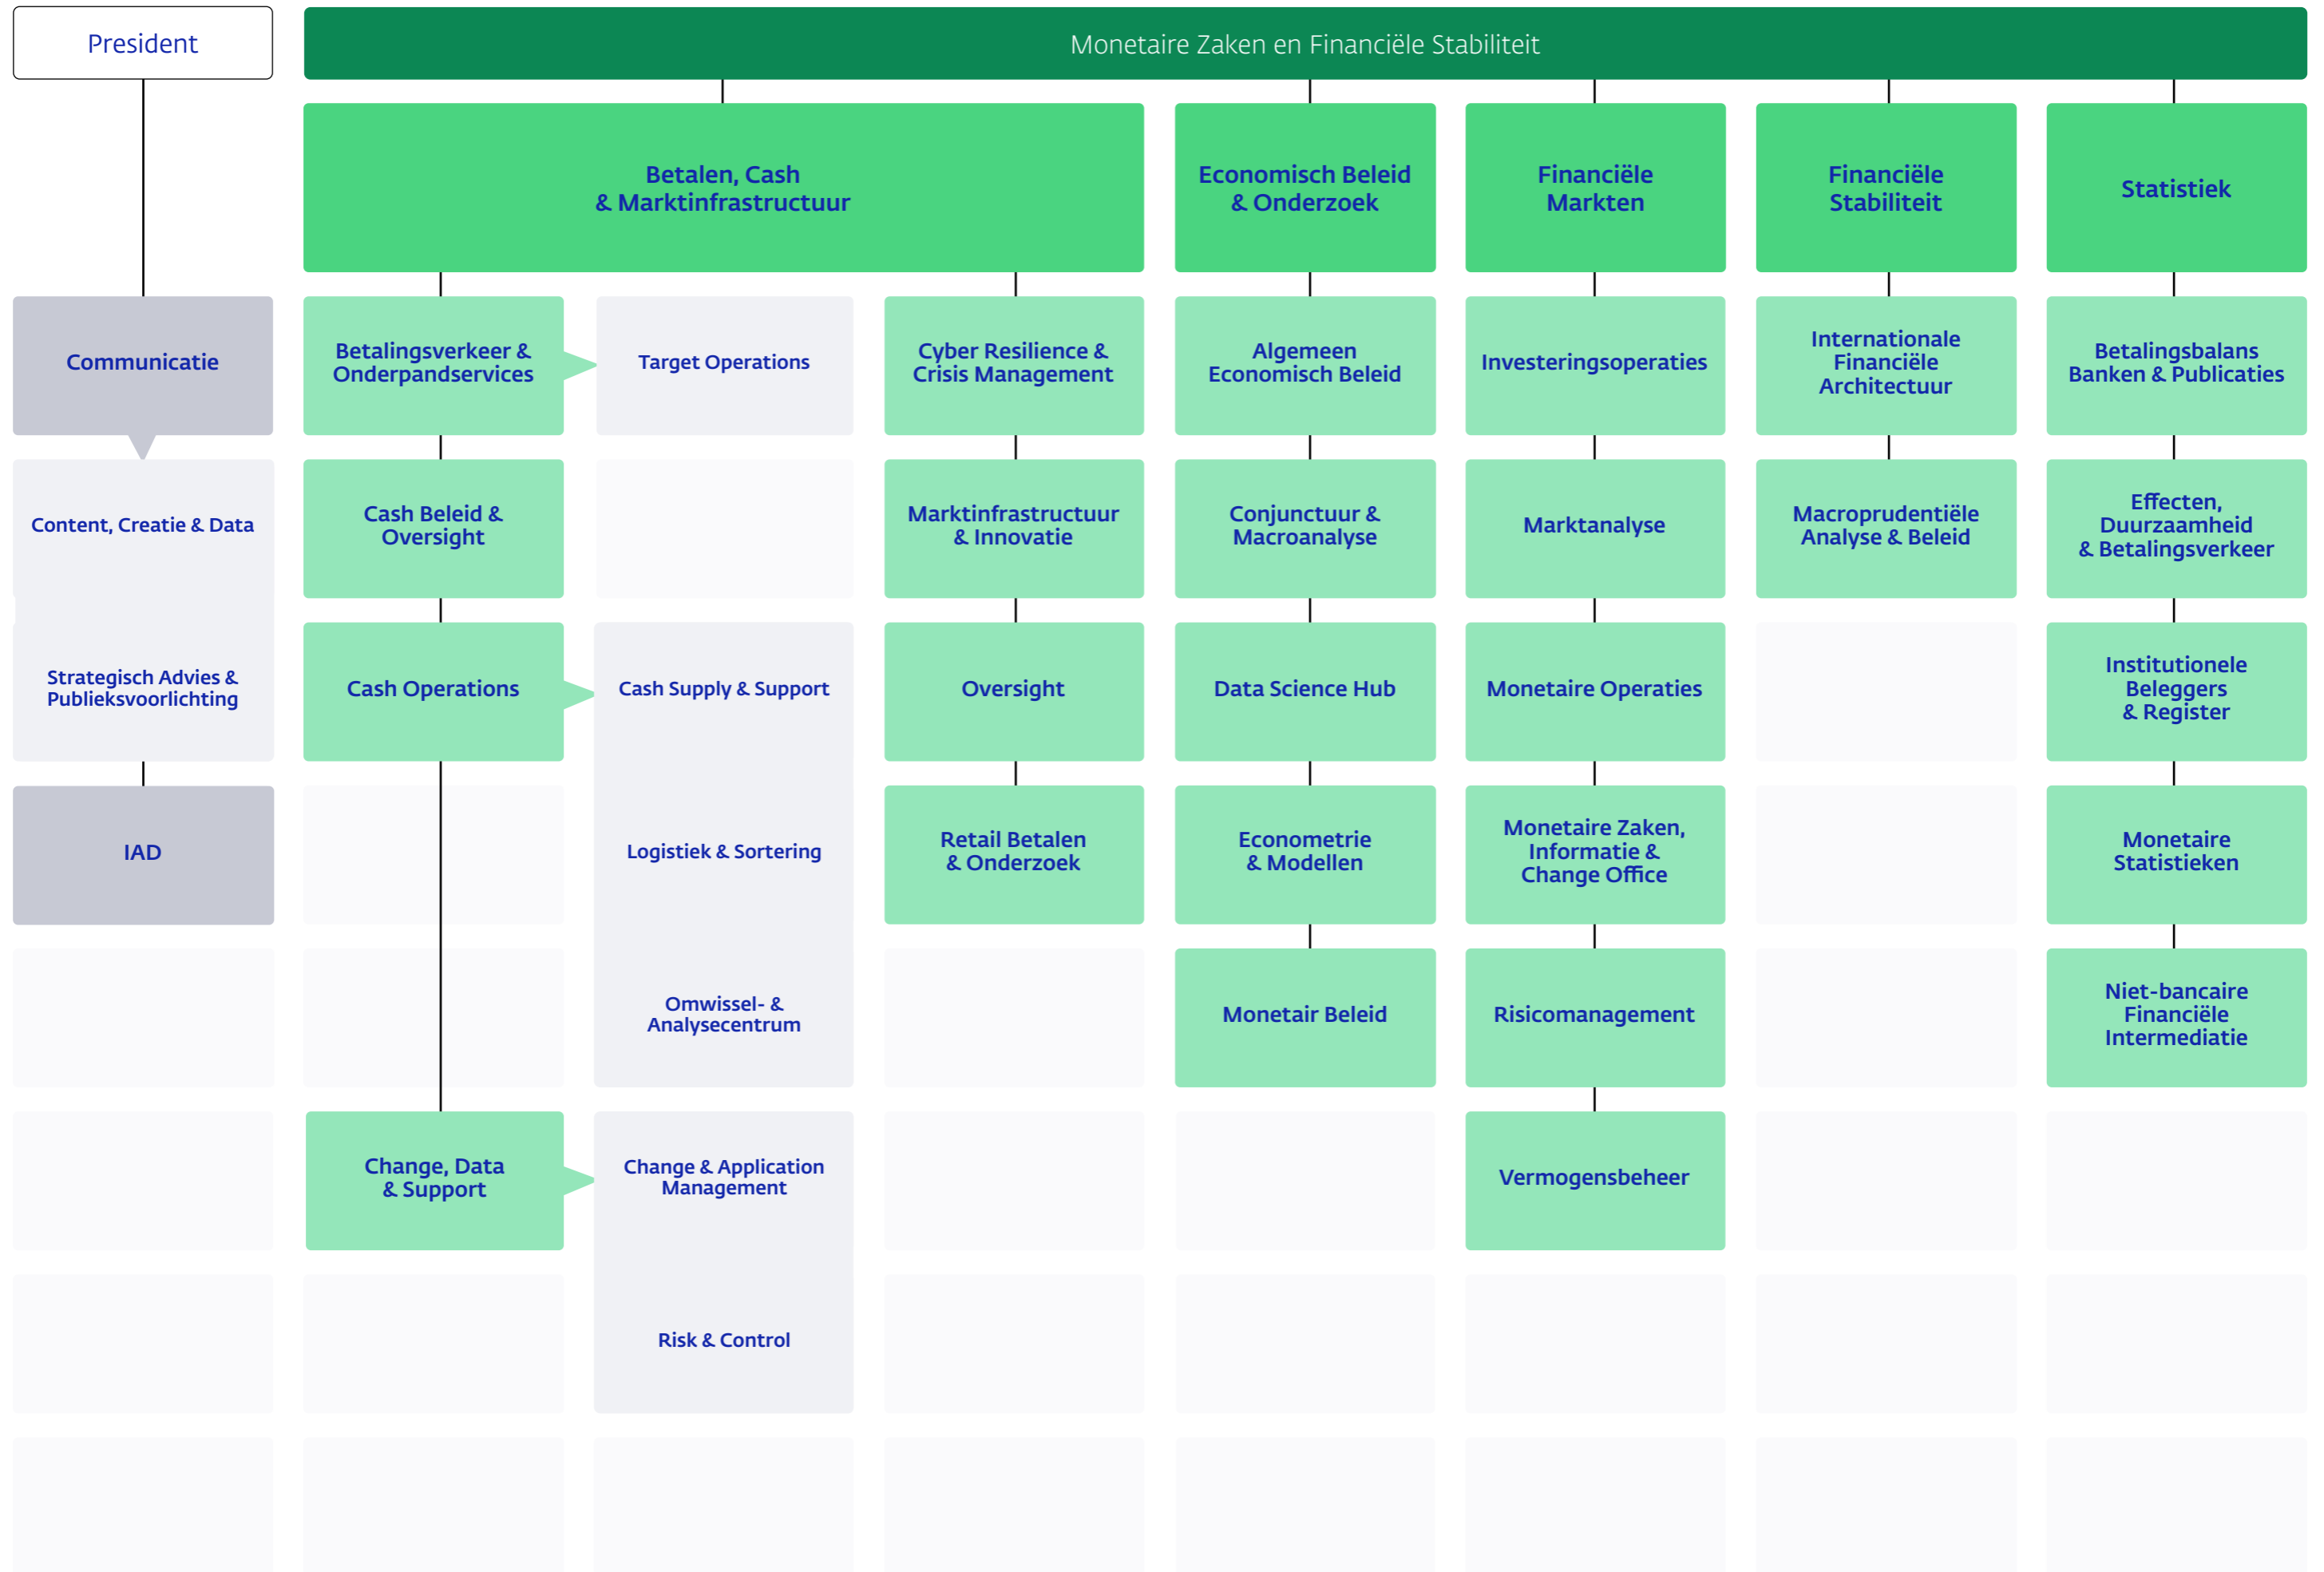 President
Monetaire Zaken en Financiële Stabiliteit
Betalen, Cash
& Marktinfrastructuur
Economisch Beleid
& Onderzoek
Financiële
Markten
Financiële
Stabiliteit
Statistiek
Communicatie
Betalingsverkeer &
Onderpandservices
Target Operations
Cyber Resilience &
Crisis Management
Algemeen
Economisch Beleid
Investeringsoperaties
Internationale
Financiële
Architectuur
Betalingsbalans
Banken & Publicaties
Content, Creatie & Data
Cash Beleid &
Oversight
Marktinfrastructuur
& Innovatie
Conjunctuur &
Macroanalyse
Marktanalyse
Macroprudentiële
Analyse & Beleid
Effecten,
Duurzaamheid
& Betalingsverkeer
Strategisch Advies &
Publieksvoorlichting
Cash Operations
Cash Supply & Support
Oversight
Data Science Hub
Monetaire Operaties
Institutionele
Beleggers
& Register
IAD
Logistiek & Sortering
Retail Betalen
& Onderzoek
Econometrie
& Modellen
Monetaire Zaken,
Informatie &
Change Office
Monetaire
Statistieken
Omwissel- &
Analysecentrum
Monetair Beleid
Risicomanagement
Niet-bancaire
Financiële
Intermediatie
Change, Data
& Support
Change & Application
Management
Vermogensbeheer
Risk & Control